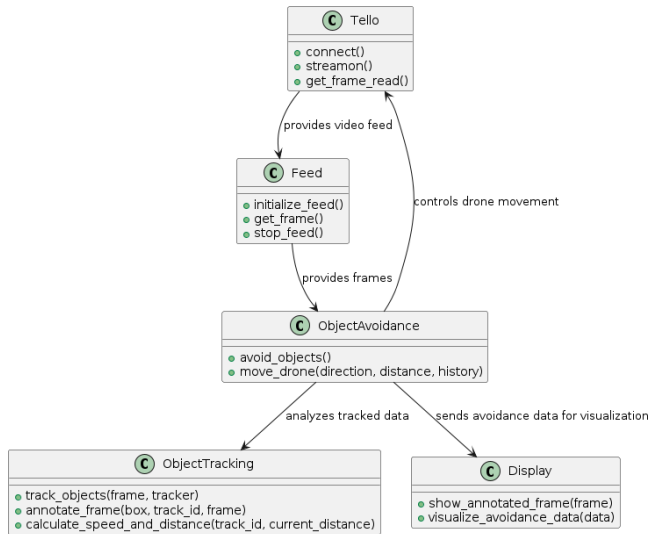 C Tello
connect()
streamon()
get_frame_read()
provides video feed
C Feed
initialize_feed()
get_frame()
stop_feed()
controls drone movement
provides frames
C ObjectAvoidance
avoid_objects()
move_drone(direction, distance, history)
analyzes tracked data
sends avoidance data for visualization
C ObjectTracking
track_objects(frame, tracker)
annotate_frame(box, track_id, frame)
calculate_speed_and_distance(track_id, current_distance)
C Display
show_annotated_frame(frame)
visualize_avoidance_data(data)